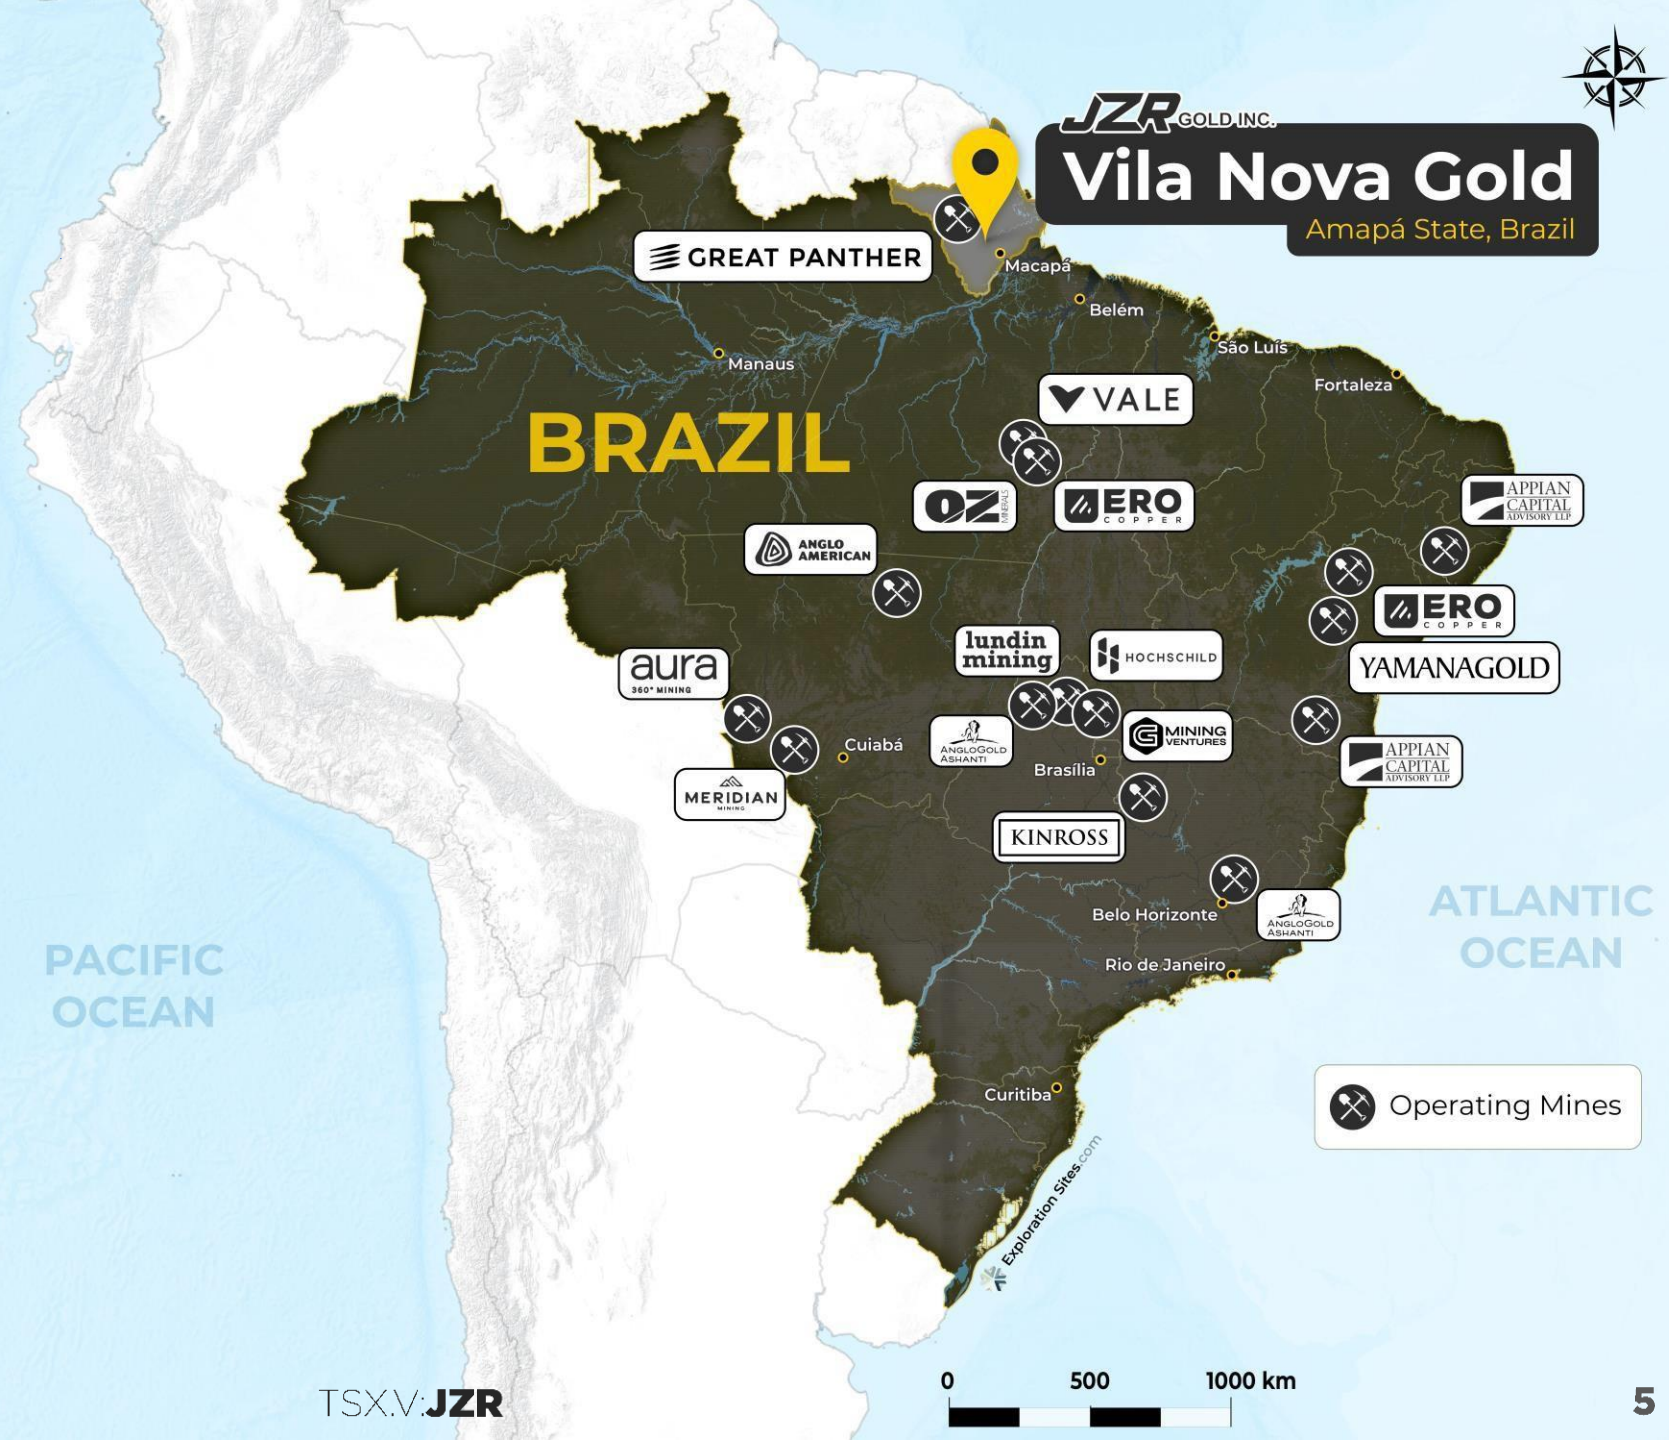 JZR GOLD INC.
Vila Nova Gold
Amapá State, Brazil
GREAT PANTHER
Macapá
Belém
São Luís
Manaus
Fortaleza
VALE
BRAZIL
OZ MINERALS
ERO
COPPER
APPIAN
CAPITAL
ADVISORY LLP
ANGLO
AMERICAN
ERO
COPPER
lundin
mining
HOCHSCHILD
aura
360° MINING
YAMANAGOLD
ANGLOGOLD
ASHANTI
G MINING
VENTURES
Cuiabá
Brasília
APPIAN
CAPITAL
ADVISORY LLP
MERIDIAN
MINING
KINROSS
Belo Horizonte
ANGLOGOLD
ASHANTI
ATLANTIC
OCEAN
PACIFIC
OCEAN
Rio de Janeiro
Curitiba
Operating Mines
Exploration Sites.com
0 500 1000 km
TSX.V:JZR
5